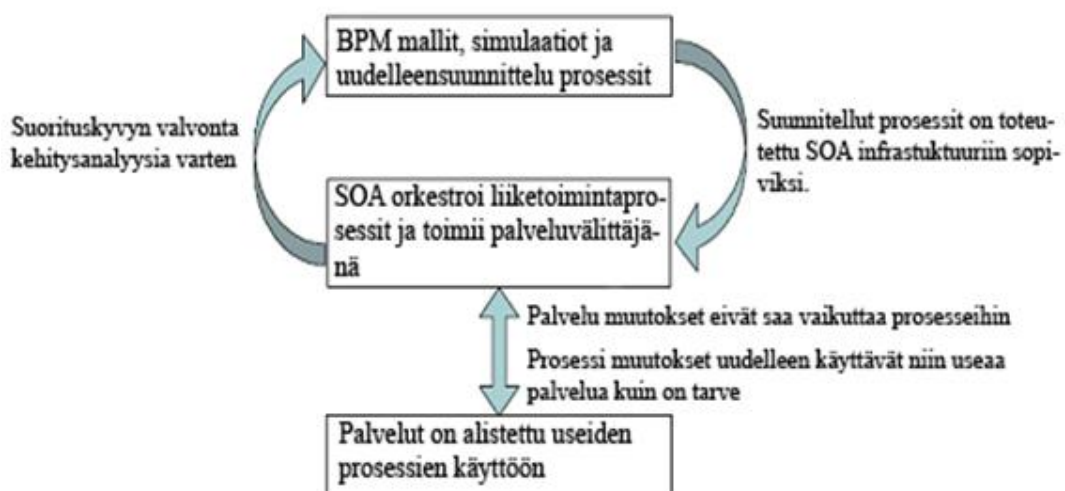 BPM mallit, simulaatiot ja
uudelleensuunnittelu prosessit
Suorituskyvyn valvonta
kehitysanalyysia varten
Suunnitellut prosessit on toteu-
tettu SOA infrastuktuuriin sopi-
viksi.
SOA orkestroi liiketoimintapro-
sessit ja toimii palveluvälittäjä-
nä
Palvelu muutokset eivät saa vaikuttaa prosesseihin
Prosessi muutokset uudelleen käyttävät niin useaa
palvelua kuin on tarve
Palvelut on alistettu useiden
prosessien käyttöön